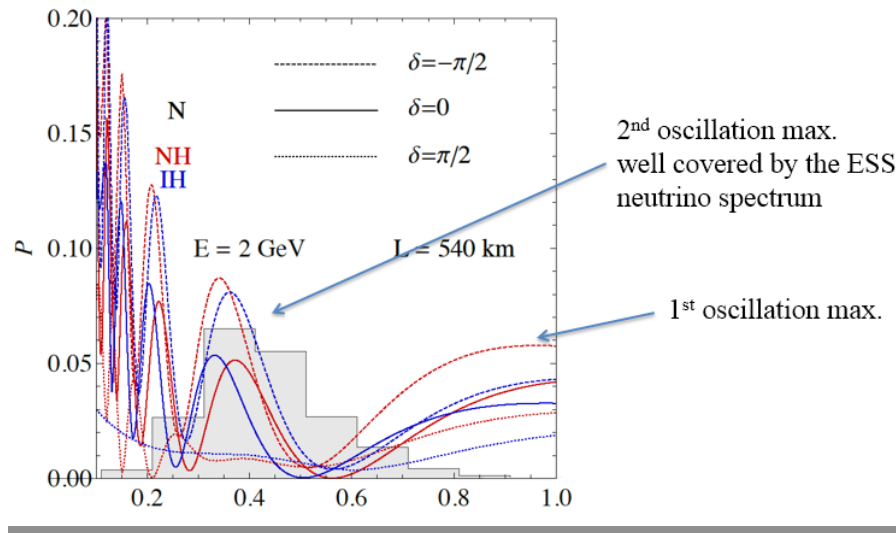 0.20
δ=-π/2
N
δ=0
0.15
NH
δ=π/2
IH
2nd oscillation max.
well covered by the ESS
neutrino spectrum
P
0.10
E = 2 GeV
L = 540 km
1st oscillation max.
0.05
0.00
0.2 0.4 0.6 0.8 1.0